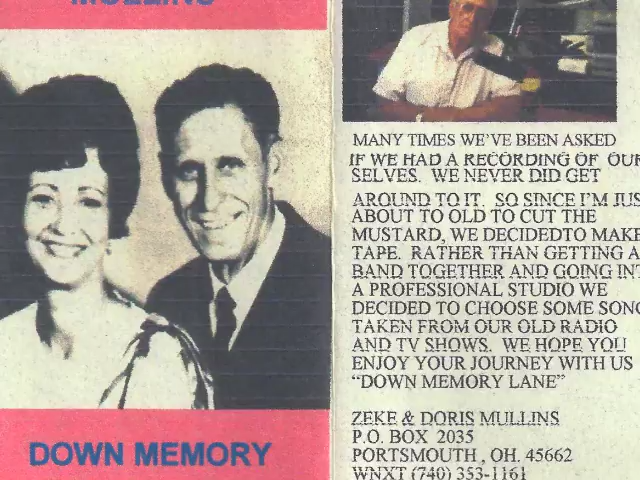 MULLINS
DOWN MEMORY
MANY TIMES WE'VE BEEN ASKED
IF WE HAD A RECORDING OF OUR
SELVES. WE NEVER DID GET
AROUND TO IT. SO SINCE I'M JUS
ABOUT TO OLD TO CUT THE
MUSTARD, WE DECIDEDTO MAKE
TAPE. RATHER THAN GETTING A
BAND TOGETHER AND GOING INT
A PROFESSIONAL STUDIO WE
DECIDED TO CHOOSE SOME SONG
TAKEN FROM OUR OLD RADIO
AND TV SHOWS. WE HOPE YOU
ENJOY YOUR JOURNEY WITH US
"DOWN MEMORY LANE"
ZEKE & DORIS MULLINS
P.O. BOX 2035
PORTSMOUTH, OH. 45662
WNXT (740) 353-1161